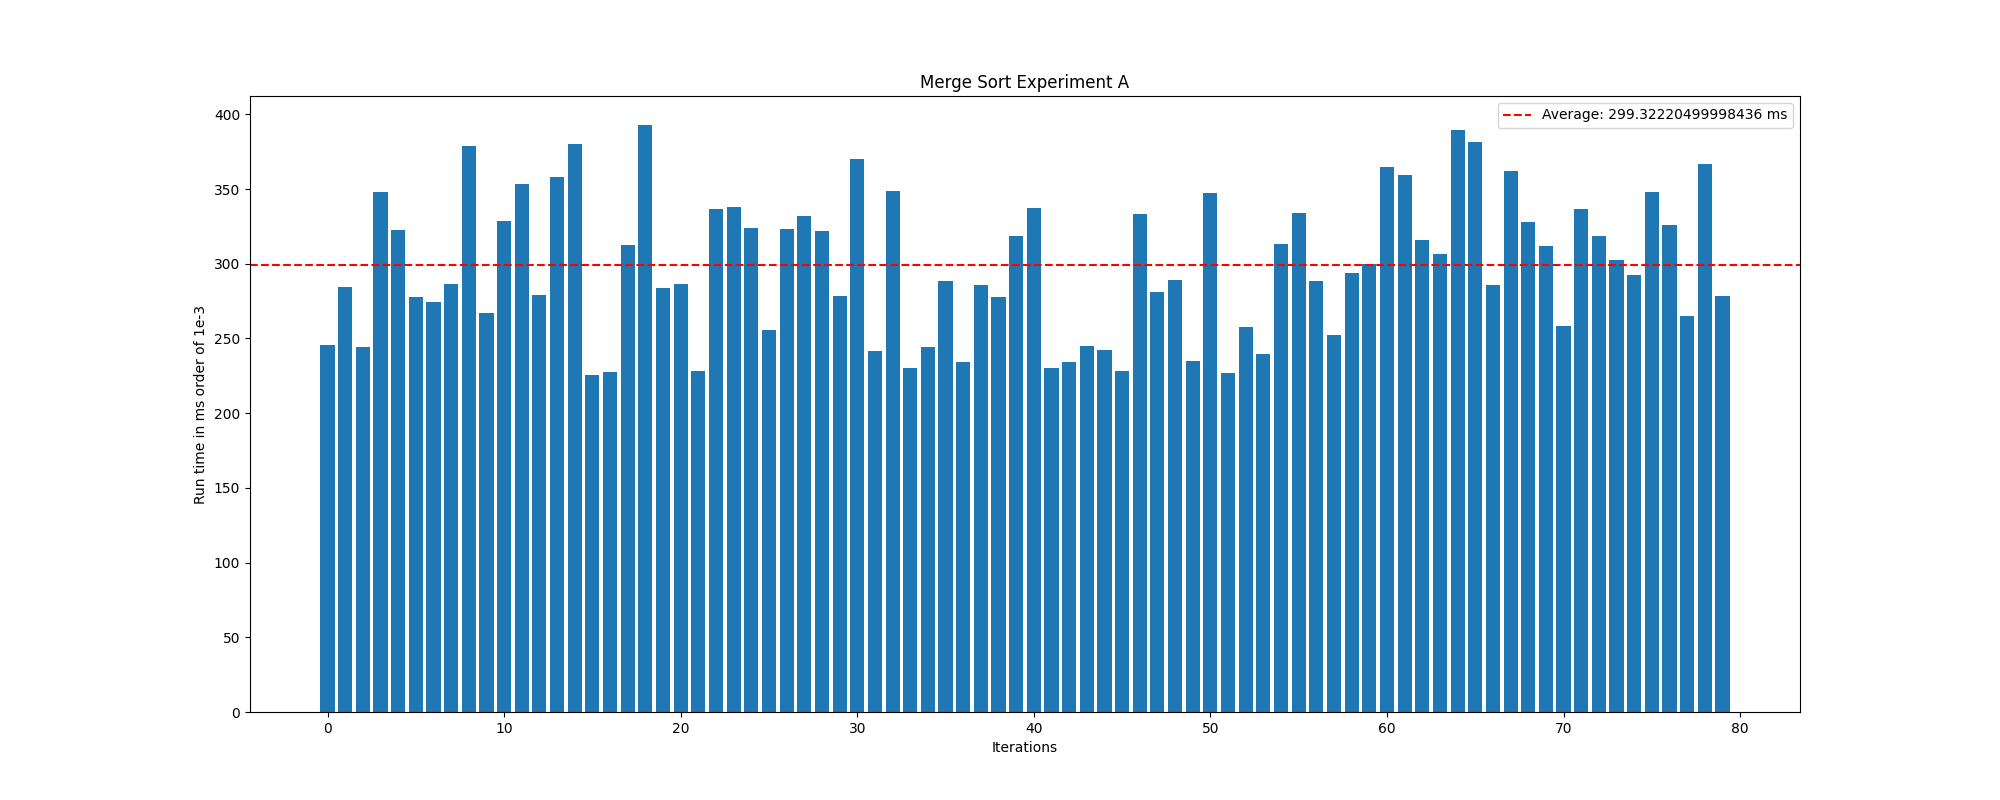 Merge Sort Experiment A
Average: 299.32220499998436 ms
400
350
300
250
200
150
100
50
0
Run time in ms order of 1e-3
0 10 20 30 40 50 60 70 80
Iterations